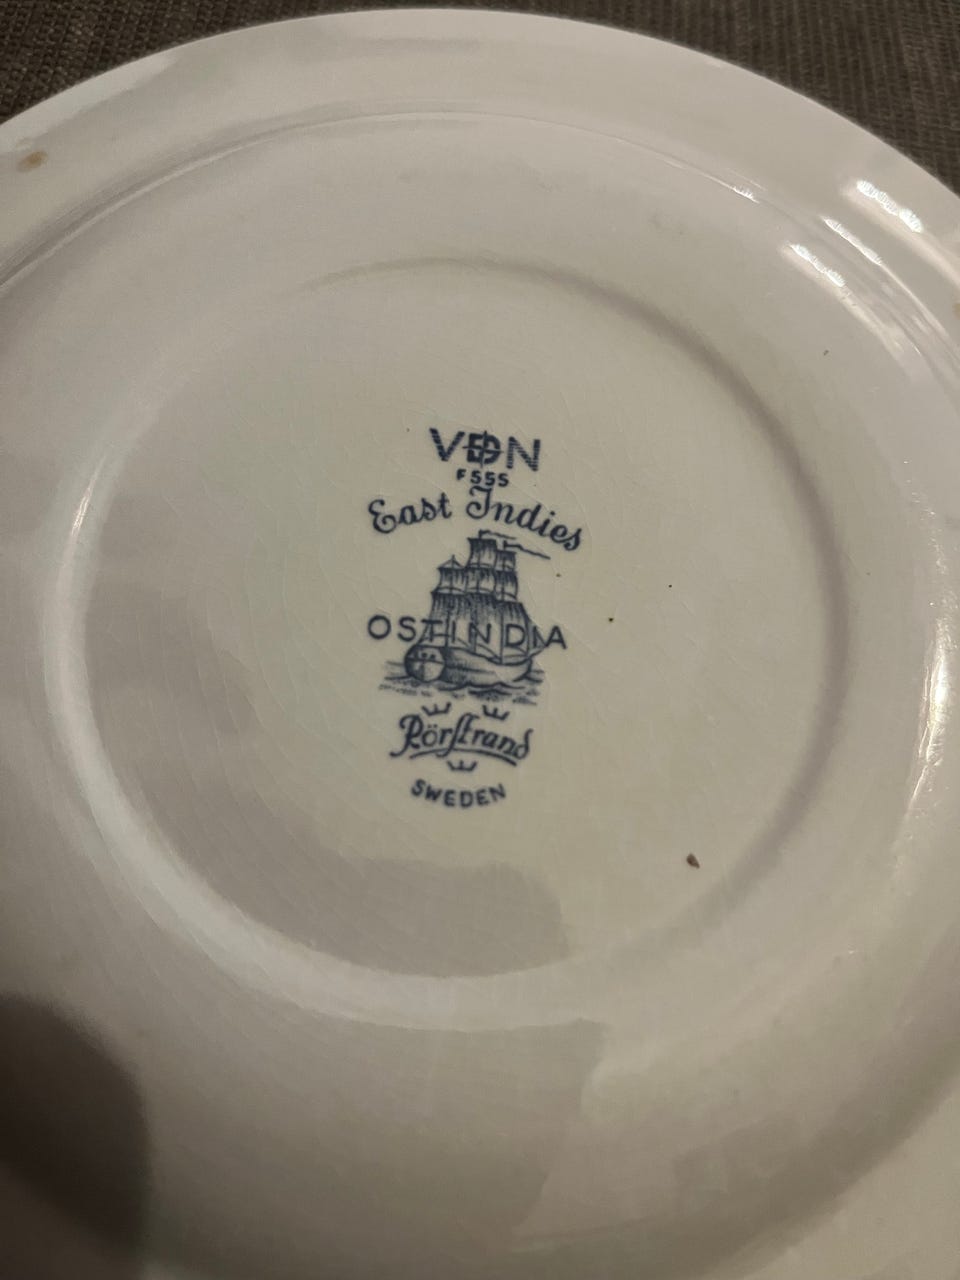 VDN
F555
East Indies
OSTINDIA
Rörstrand
SWEDEN